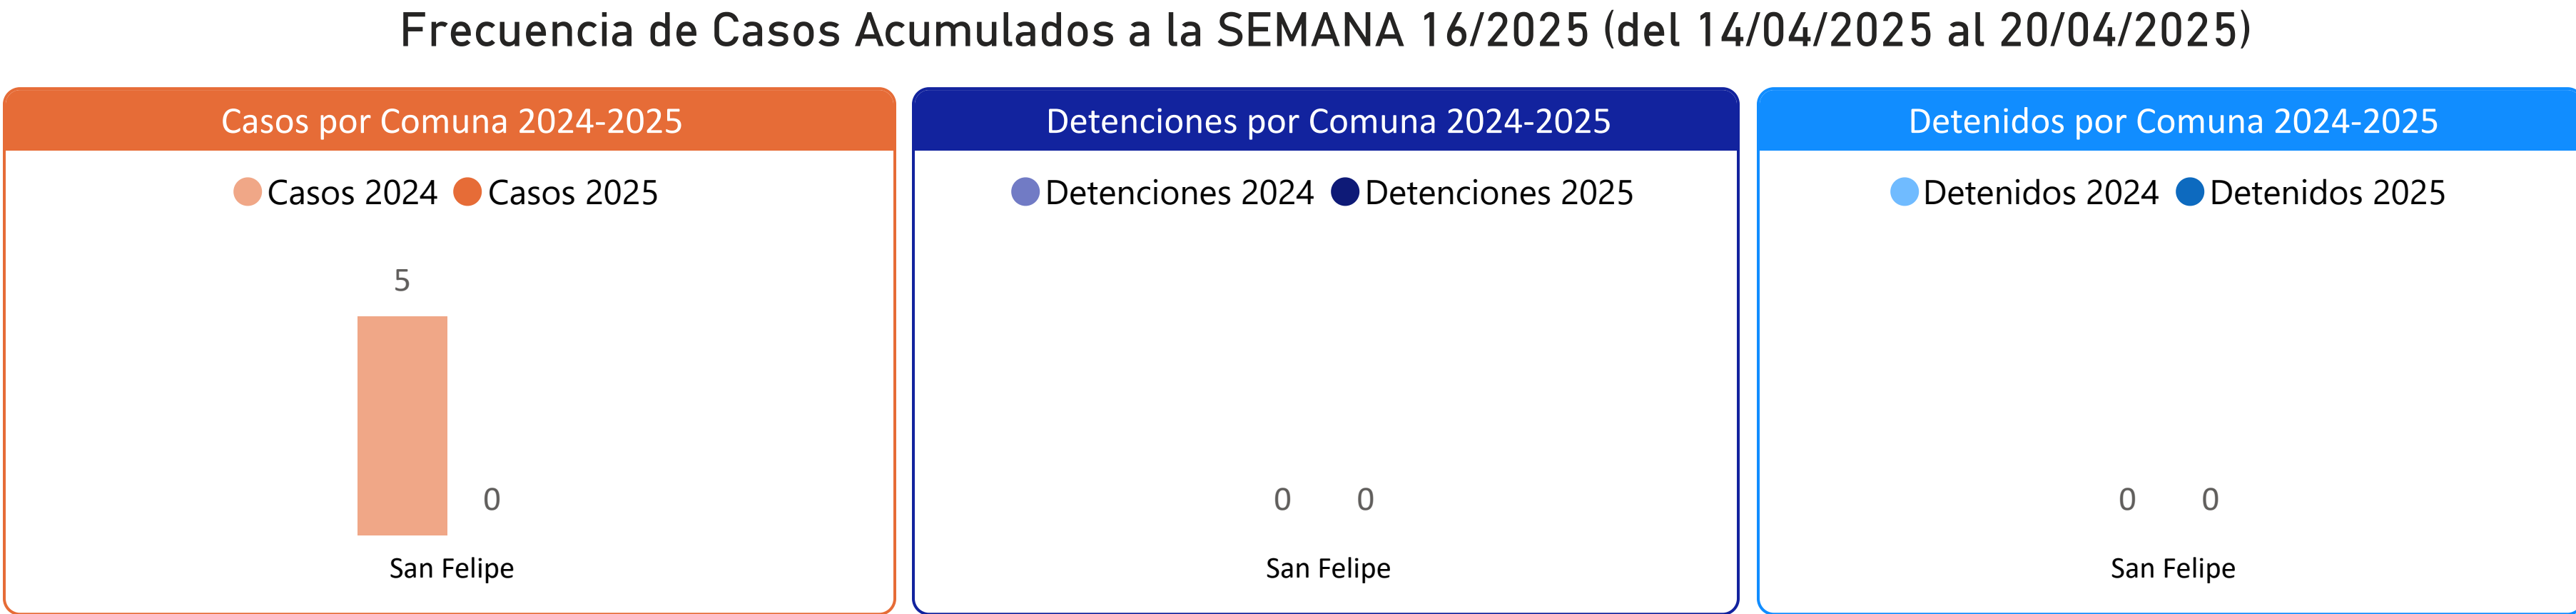 Frecuencia de Casos Acumulados a la SEMANA 16/2025 (del 14/04/2025 al 20/04/2025)
Casos por Comuna 2024-2025
Casos 2024 Casos 2025
5
0
San Felipe
Detenciones por Comuna 2024-2025
Detenciones 2024 Detenciones 2025
0 0
San Felipe
Detenidos por Comuna 2024-2025
Detenidos 2024 Detenidos 2025
0 0
San Felipe